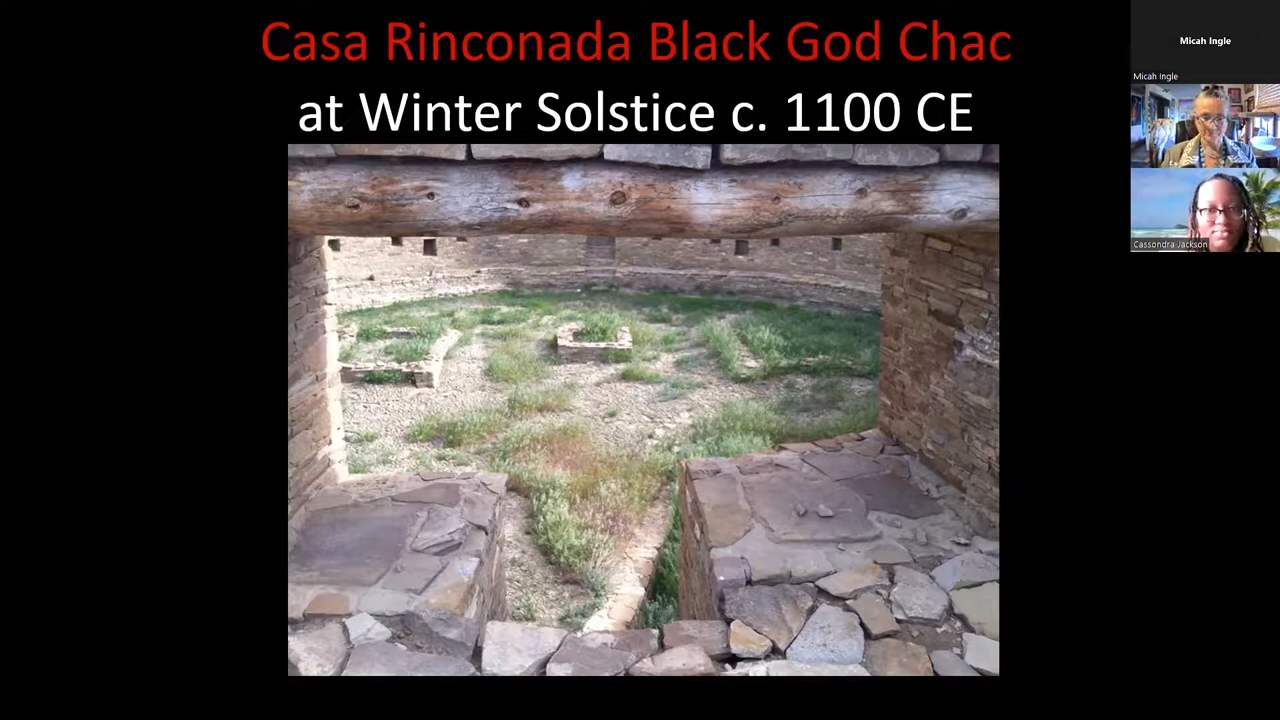 Casa Rinconada Black God Chac
at Winter Solstice c. 1100 CE
Micah Ingle
Micah Ingle
Cassondra Jackson